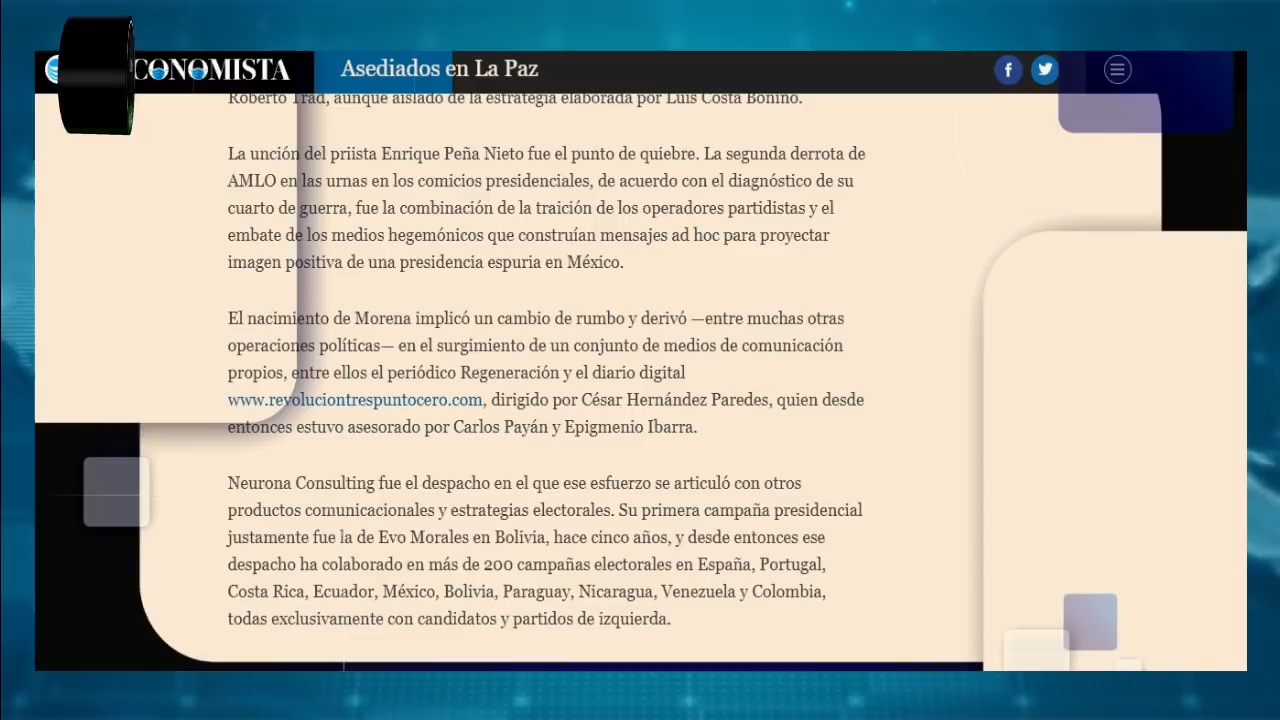 CONOMISTA
Asediados en La Paz
Roberto Trad, aunque aislado de la estrategia elaborada por Luis Costa Bonino.
La unción del priista Enrique Peña Nieto fue el punto de quiebre. La segunda derrota de
AMLO en las urnas en los comicios presidenciales, de acuerdo con el diagnóstico de su
cuarto de guerra, fue la combinación de la traición de los operadores partidistas y el
embate de los medios hegemónicos que construían mensajes ad hoc para proyectar
imagen positiva de una presidencia espuria en México.
El nacimiento de Morena implicó un cambio de rumbo y derivó —entre muchas otras
operaciones políticas— en el surgimiento de un conjunto de medios de comunicación
propios, entre ellos el periódico Regeneración y el diario digital
www.revoluciontrespuntocero.com, dirigido por César Hernández Paredes, quien desde
entonces estuvo asesorado por Carlos Payán y Epigmenio Ibarra.
Neurona Consulting fue el despacho en el que ese esfuerzo se articuló con otros
productos comunicacionales y estrategias electorales. Su primera campaña presidencial
justamente fue la de Evo Morales en Bolivia, hace cinco años, y desde entonces ese
despacho ha colaborado en más de 200 campañas electorales en España, Portugal,
Costa Rica, Ecuador, México, Bolivia, Paraguay, Nicaragua, Venezuela y Colombia,
todas exclusivamente con candidatos y partidos de izquierda.